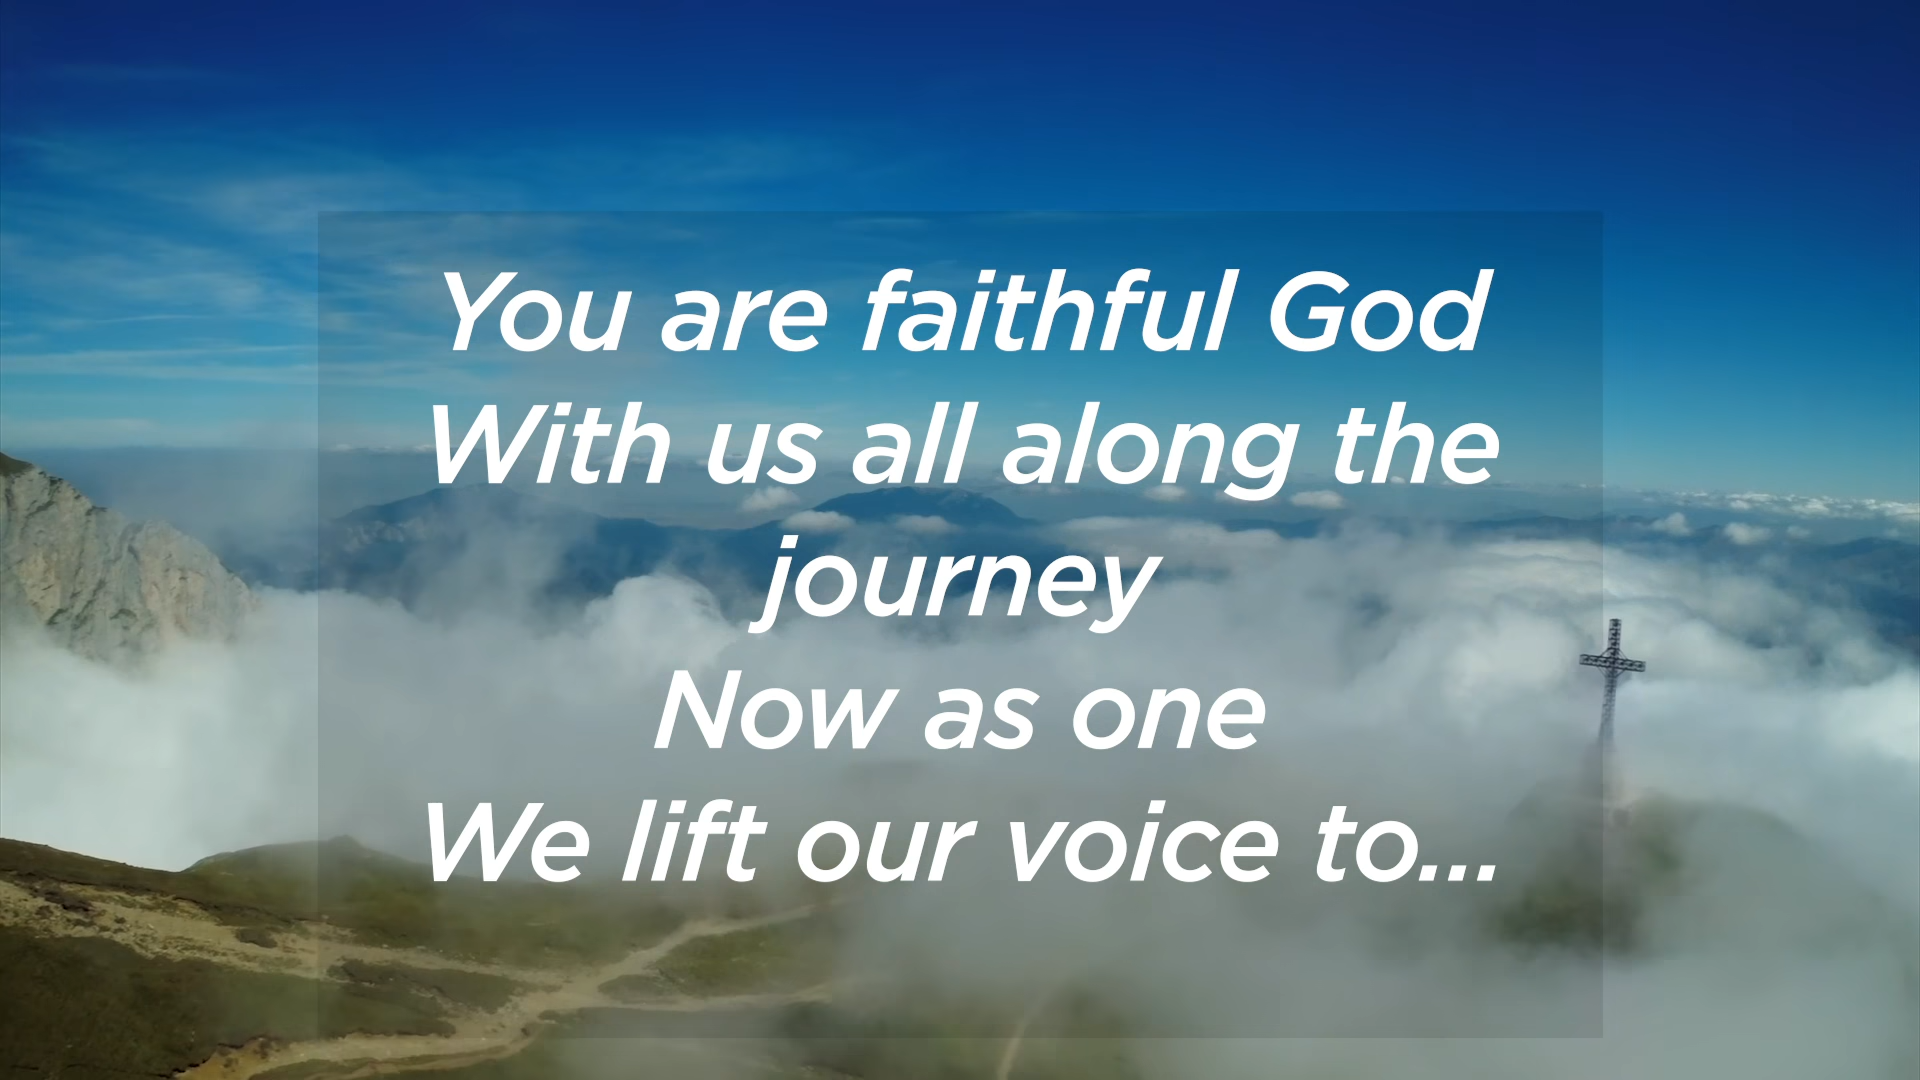 You are faithful God
With us all along the
journey
Now as one
We lift our voice to...